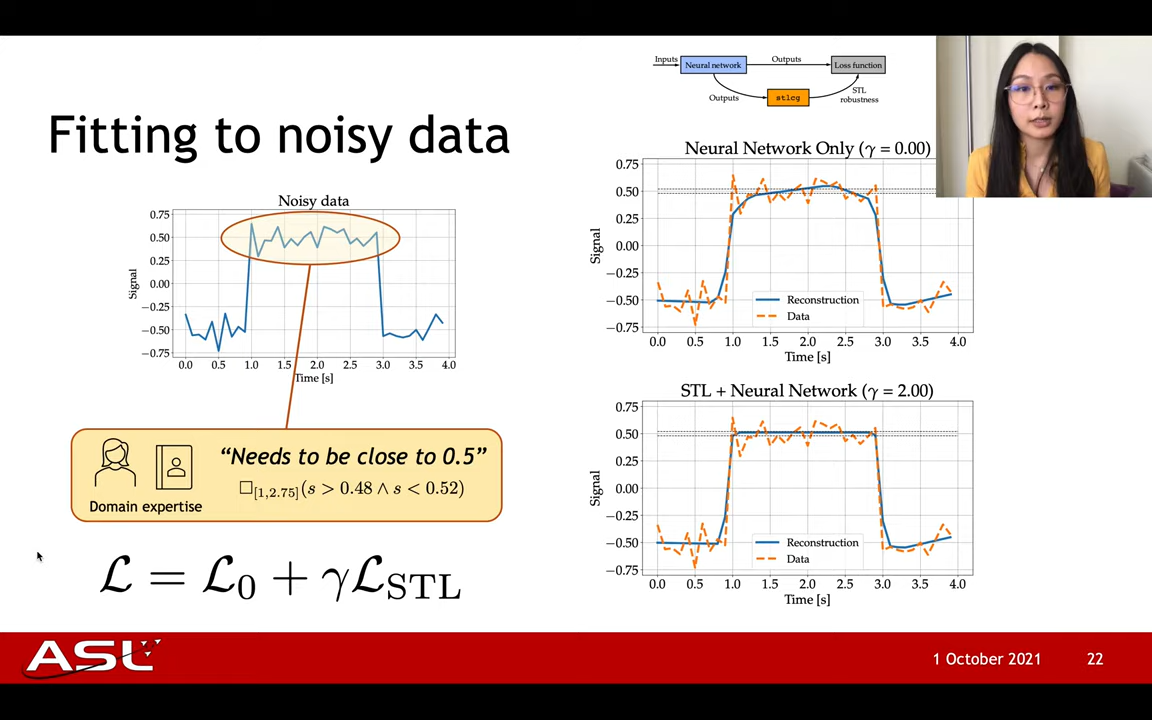 Fitting to noisy data
Noisy data
0.75
0.50
0.25
0.00
−0.25
−0.50
−0.75
Signal
0.0 0.5 1.0 1.5 2.0 2.5 3.0 3.5 4.0
Time [s]
“Needs to be close to 0.5”
□[1,2.75](s > 0.48 ∧ s < 0.52)
Domain expertise
ℒ = ℒ0 + γℒSTL
Inputs
Neural network
Outputs
Loss function
Outputs
stlcg
STL
robustness
Neural Network Only (γ = 0.00)
0.75
0.50
0.25
0.00
−0.25
−0.50
−0.75
Signal
Reconstruction
Data
0.0 0.5 1.0 1.5 2.0 2.5 3.0 3.5 4.0
Time [s]
STL + Neural Network (γ = 2.00)
0.75
0.50
0.25
0.00
−0.25
−0.50
−0.75
Signal
Reconstruction
Data
0.0 0.5 1.0 1.5 2.0 2.5 3.0 3.5 4.0
Time [s]
ASL
1 October 2021 22